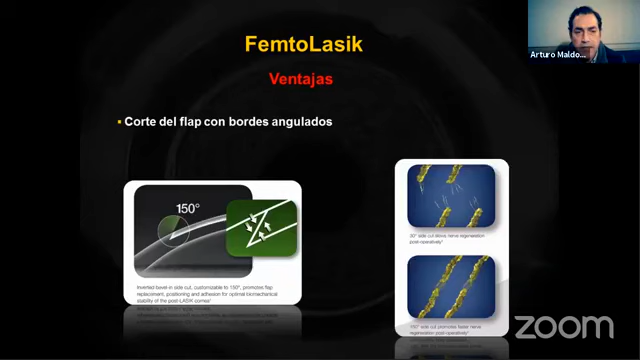 FemtoLasik
Arturo Maldo...
Ventajas
▪ Corte del flap con bordes angulados
150°
Inverted bevel-in side cut, customizable to 150°, promotes flap
replacement, positioning and adhesion for optimal biomechanical
stability of the post-LASIK cornea
30° side cut slows nerve regeneration
post-operatively
150° side cut promotes faster nerve
regeneration post-operatively
zoom